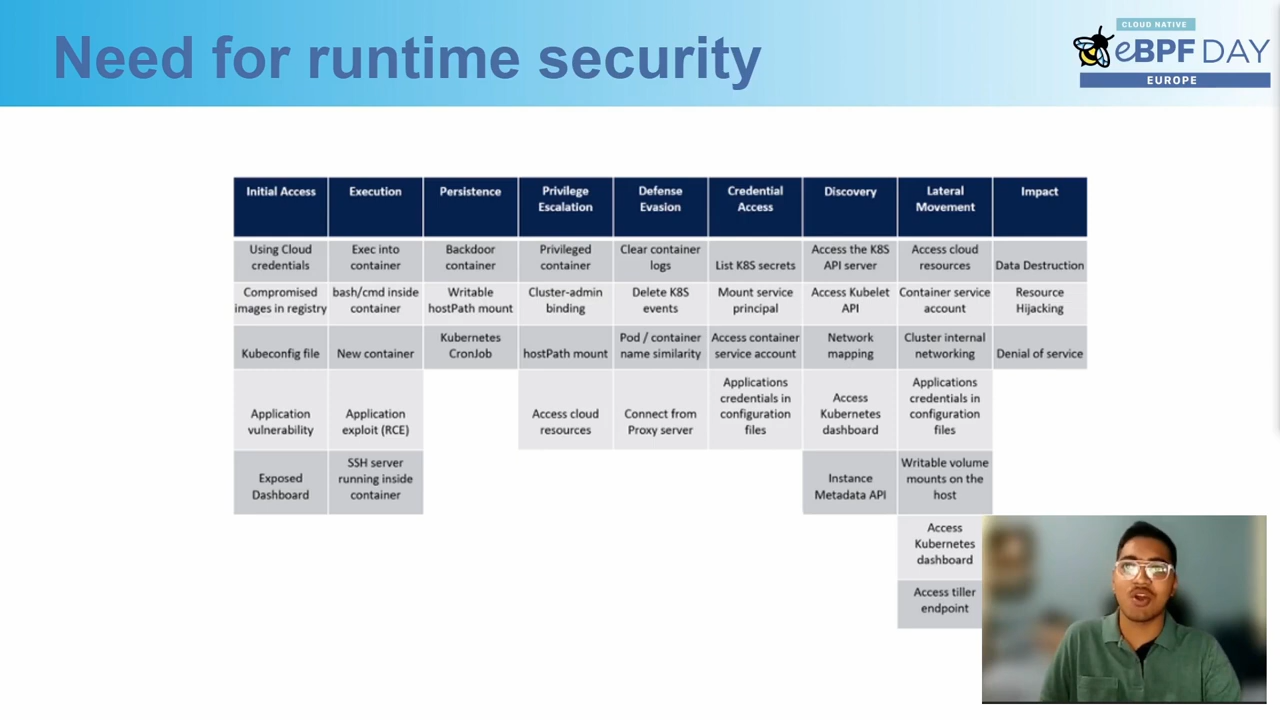 Need for runtime security
CLOUD NATIVE
eBPF DAY
EUROPE
Initial Access
Execution
Persistence
Privilege
Escalation
Defense
Evasion
Credential
Access
Discovery
Lateral
Movement
Impact
Using Cloud
credentials
Exec into
container
Backdoor
container
Privileged
container
Clear container
logs
List K8S secrets
Access the K8S
API server
Access cloud
resources
Data Destruction
Compromised
images in registry
bash/cmd inside
container
Writable
hostPath mount
Cluster-admin
binding
Delete K8S
events
Mount service
principal
Access Kubelet
API
Container service
account
Resource
Hijacking
Kubeconfig file
New container
Kubernetes
CronJob
hostPath mount
Pod / container
name similarity
Access container
service account
Network
mapping
Cluster internal
networking
Denial of service
Application
vulnerability
Application
exploit (RCE)
Access cloud
resources
Connect from
Proxy server
Applications
credentials in
configuration
files
Access
Kubernetes
dashboard
Applications
credentials in
configuration
files
Exposed
Dashboard
SSH server
running inside
container
Instance
Metadata API
Writable volume
mounts on the
host
Access
Kubernetes
dashboard
Access tiller
endpoint